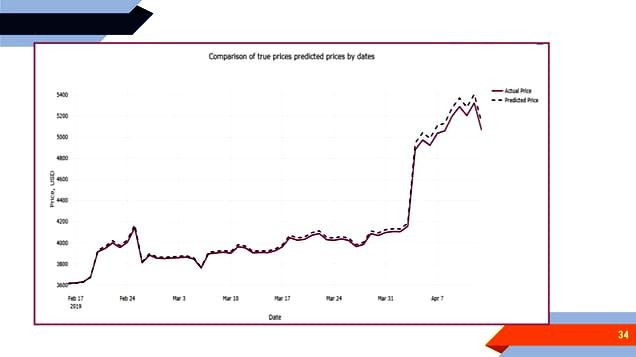 Comparison of true prices predicted prices by dates
5400
5200
5000
4800
4600
4400
4200
4000
3800
3600
Price, USD
Actual Price
Predicted Price
Feb 17
2019
Feb 24
Mar 3
Mar 10
Mar 17
Mar 24
Mar 31
Apr 7
Date
34